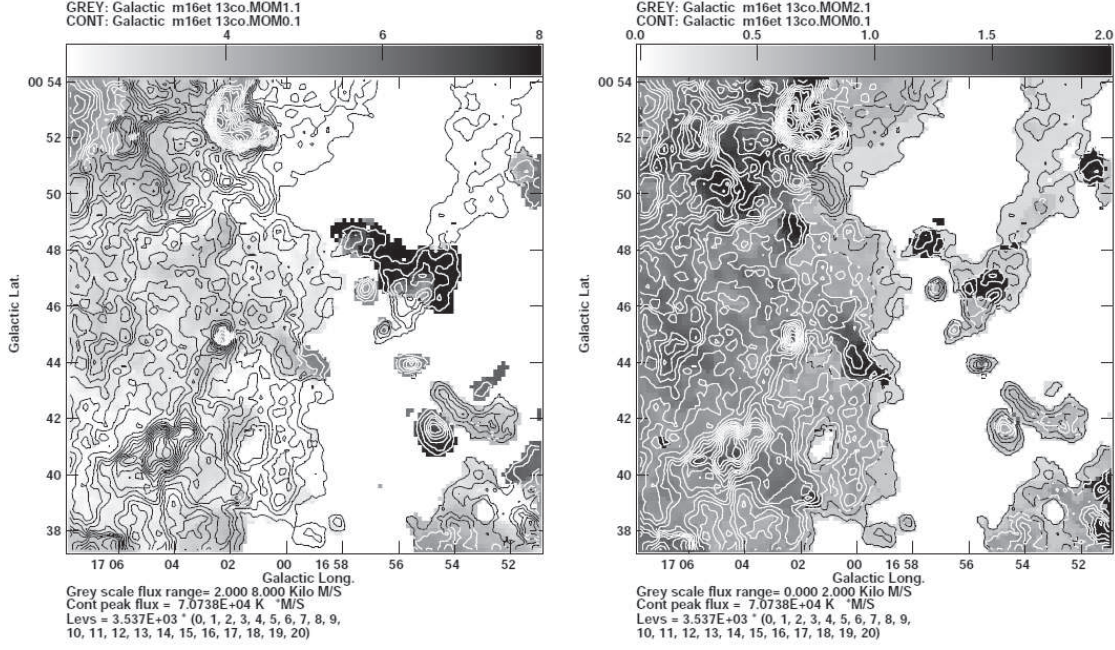 GREY: Galactic m16et 13co.MOM1.1
CONT: Galactic m16et 13co.MOM0.1
4 6 8
00 54
52
50
48
46
44
42
40
38
Galactic Lat.
17 06 04 02 00 16 58 56 54 52
Galactic Long.
Grey scale flux range= 2.000 8.000 Kilo M/S
Cont peak flux = 7.0738E+04 K *M/S
Levs = 3.537E+03 * (0, 1, 2, 3, 4, 5, 6, 7, 8, 9,
10, 11, 12, 13, 14, 15, 16, 17, 18, 19, 20)
GREY: Galactic m16et 13co.MOM2.1
CONT: Galactic m16et 13co.MOM0.1
0.0 0.5 1.0 1.5 2.0
00 54
52
50
48
46
44
42
40
38
Galactic Lat.
17 06 04 02 00 16 58 56 54 52
Galactic Long.
Grey scale flux range= 0.000 2.000 Kilo M/S
Cont peak flux = 7.0738E+04 K *M/S
Levs = 3.537E+03 * (0, 1, 2, 3, 4, 5, 6, 7, 8, 9,
10, 11, 12, 13, 14, 15, 16, 17, 18, 19, 20)